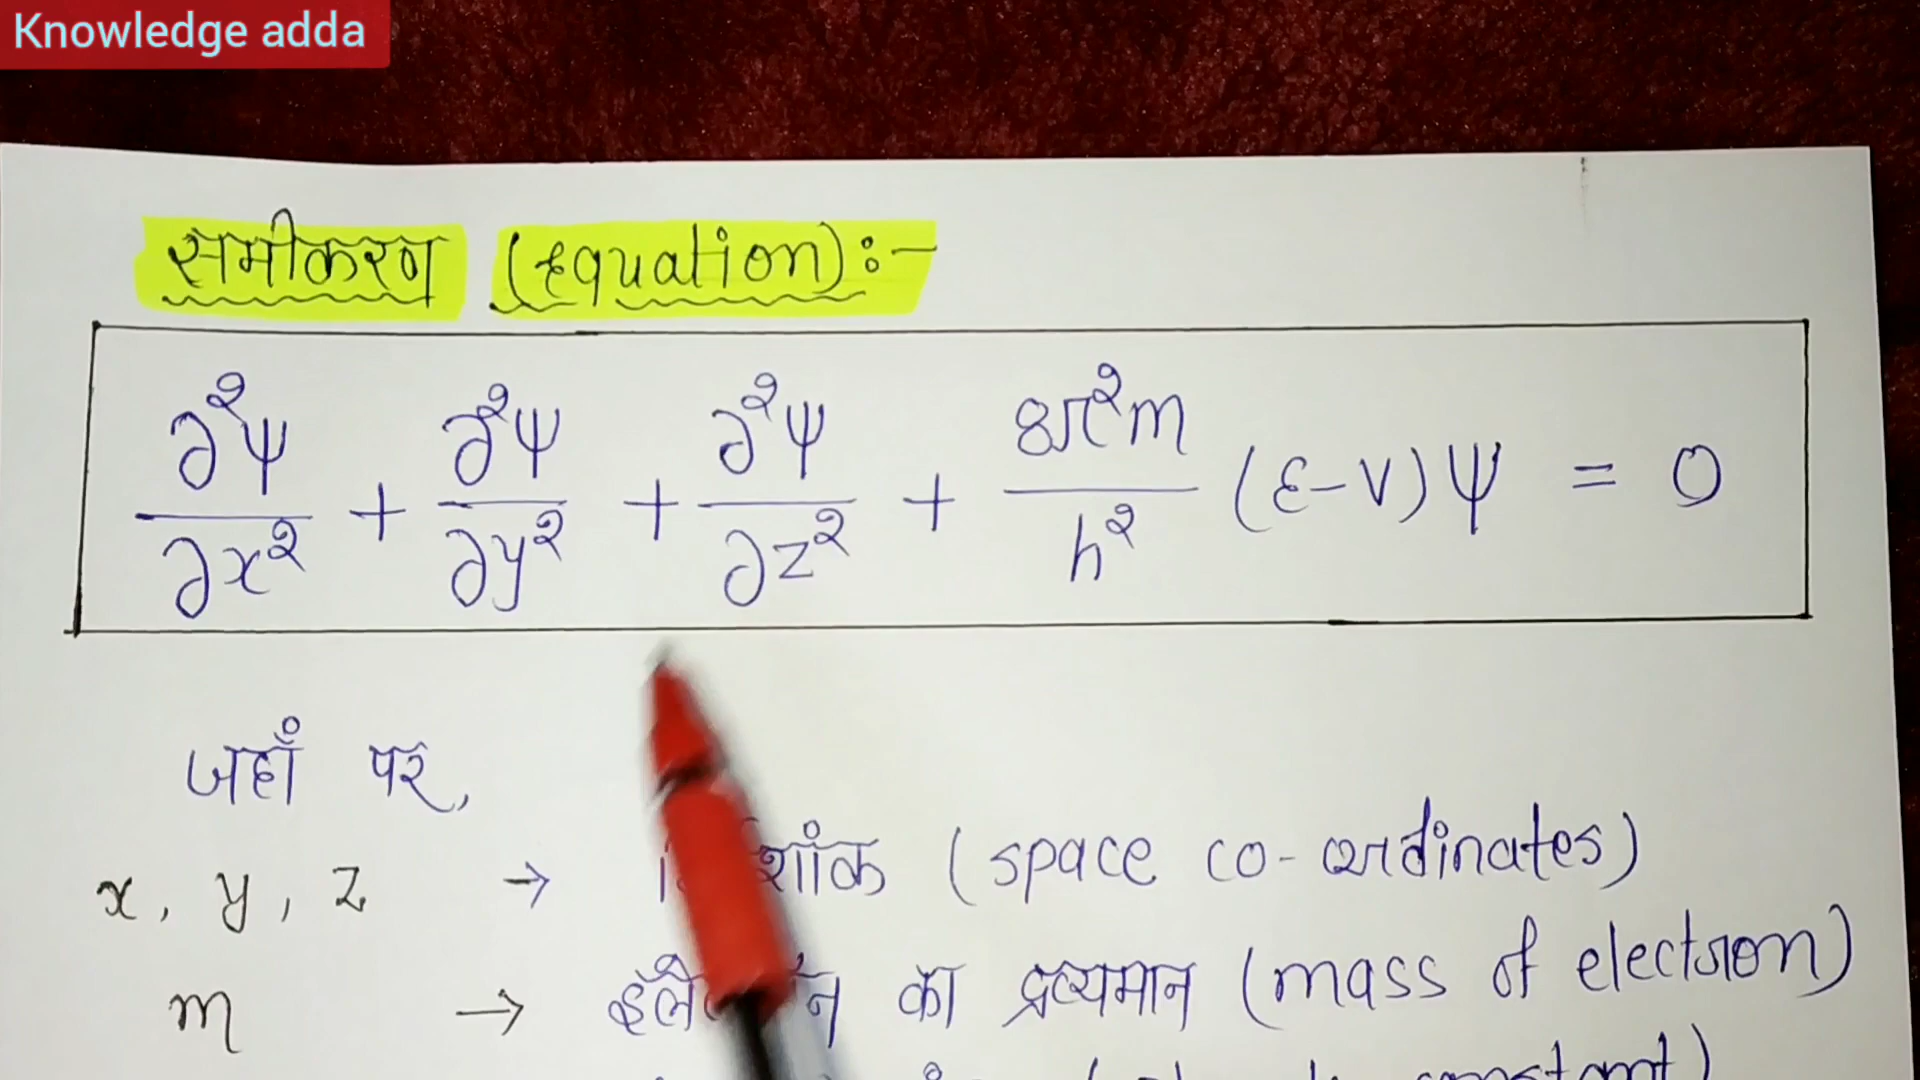 Knowledge adda
समीकरण (Equation):-
∂²ψ/∂x² + ∂²ψ/∂y² + ∂²ψ/∂z² + 8π²m/h² (E-V)ψ = 0
जहाँ पर,
x, y, z → (space co-ordinates)
m → का द्रव्यमान (mass of electron)
constant)